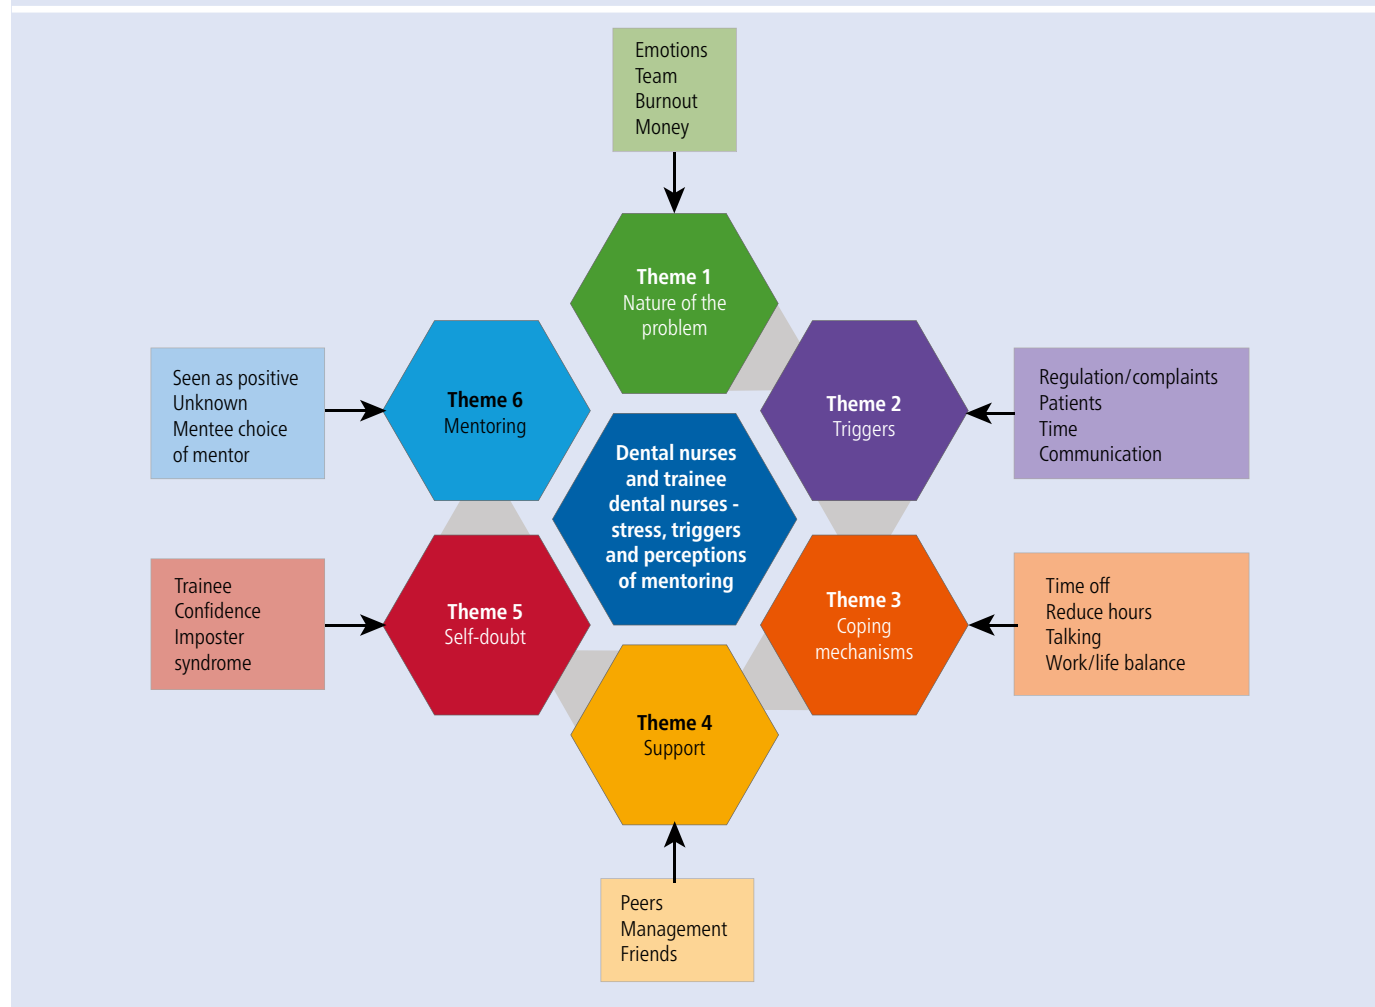 Emotions
Team
Burnout
Money
Theme 1
Nature of the
problem
Theme 2
Triggers
Regulation/complaints
Patients
Time
Communication
Theme 3
Coping
mechanisms
Time off
Reduce hours
Talking
Work/life balance
Theme 4
Support
Peers
Management
Friends
Theme 5
Self-doubt
Trainee
Confidence
Imposter
syndrome
Theme 6
Mentoring
Seen as positive
Unknown
Mentee choice
of mentor
Dental nurses
and trainee
dental nurses -
stress, triggers
and perceptions
of mentoring